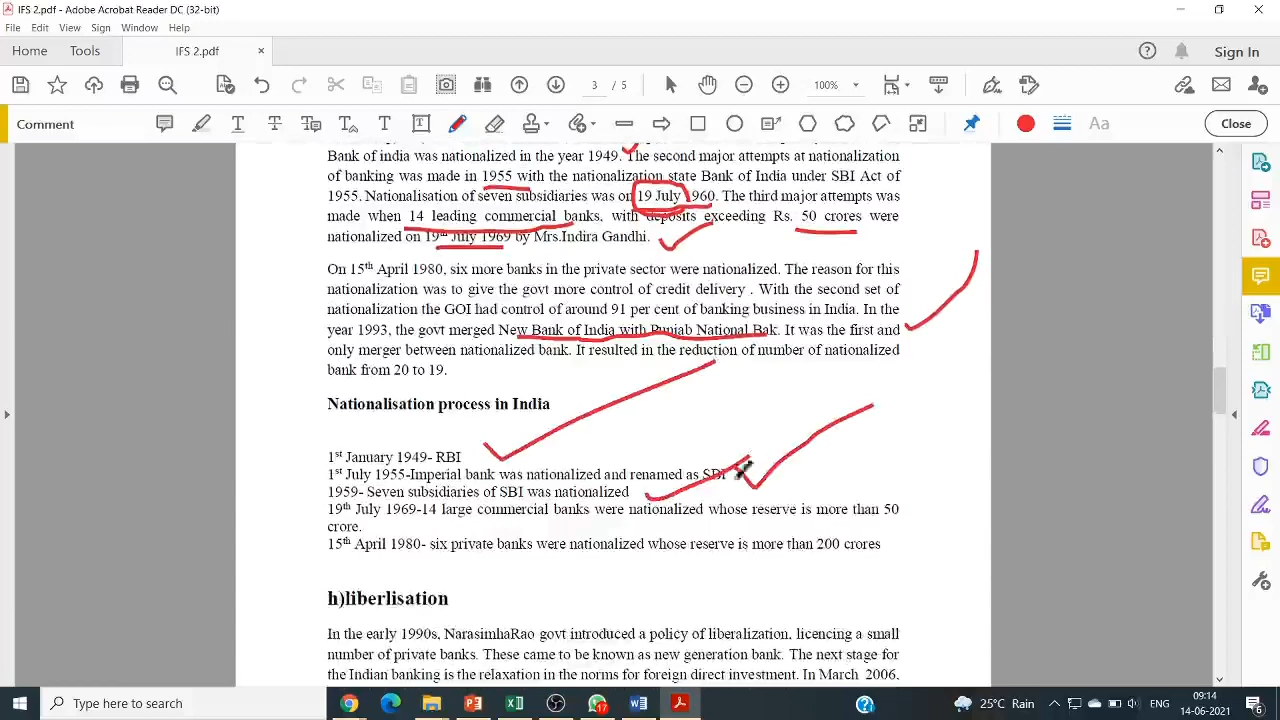 IFS 2.pdf - Adobe Acrobat Reader DC (32-bit)
File Edit View Sign Window Help
Home Tools IFS 2.pdf × Sign In
3 / 5 100%
Comment Aa Close
Bank of india was nationalized in the year 1949. The second major attempts at nationalization
of banking was made in 1955 with the nationalization state Bank of India under SBI Act of
1955. Nationalisation of seven subsidiaries was on 19 July 1960. The third major attempts was
made when 14 leading commercial banks, with deposits exceeding Rs. 50 crores were
nationalized on 19th July 1969 by Mrs.Indira Gandhi.
On 15th April 1980, six more banks in the private sector were nationalized. The reason for this
nationalization was to give the govt more control of credit delivery . With the second set of
nationalization the GOI had control of around 91 per cent of banking business in India. In the
year 1993, the govt merged New Bank of India with Punjab National Bak. It was the first and
only merger between nationalized bank. It resulted in the reduction of number of nationalized
bank from 20 to 19.
Nationalisation process in India
1st January 1949- RBI
1st July 1955-Imperial bank was nationalized and renamed as SBI
1959- Seven subsidiaries of SBI was nationalized
19th July 1969-14 large commercial banks were nationalized whose reserve is more than 50
crore.
15th April 1980- six private banks were nationalized whose reserve is more than 200 crores
h)liberlisation
In the early 1990s, NarasimhaRao govt introduced a policy of liberalization, licencing a small
number of private banks. These came to be known as new generation bank. The next stage for
the Indian banking is the relaxation in the norms for foreign direct investment. In March 2006,
Type here to search 17 25°C Rain ENG 09:14
14-06-2021 6